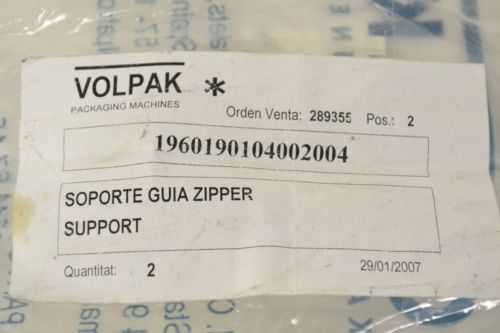 VOLPAK *
PACKAGING MACHINES
Orden Venta: 289355 Pos.: 2
1960190104002004
SOPORTE GUIA ZIPPER
SUPPORT
Quantitat: 2 29/01/2007